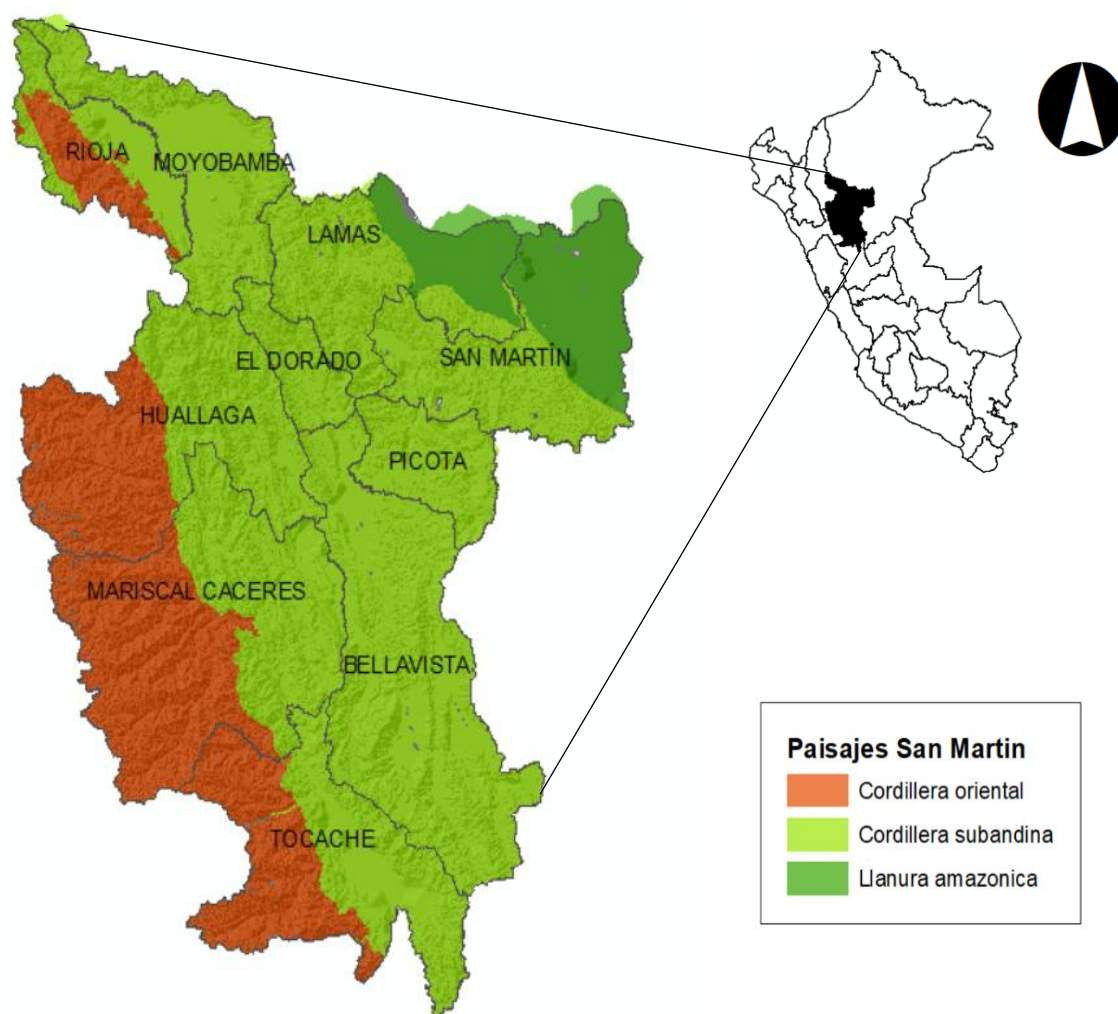 RIOJA
MOYOBAMBA
LAMAS
EL DORADO
SAN MARTÍN
HUALLAGA
PICOTA
MARISCAL CACERES
BELLAVISTA
TOCACHE
Paisajes San Martin
Cordillera oriental
Cordillera subandina
Llanura amazonica